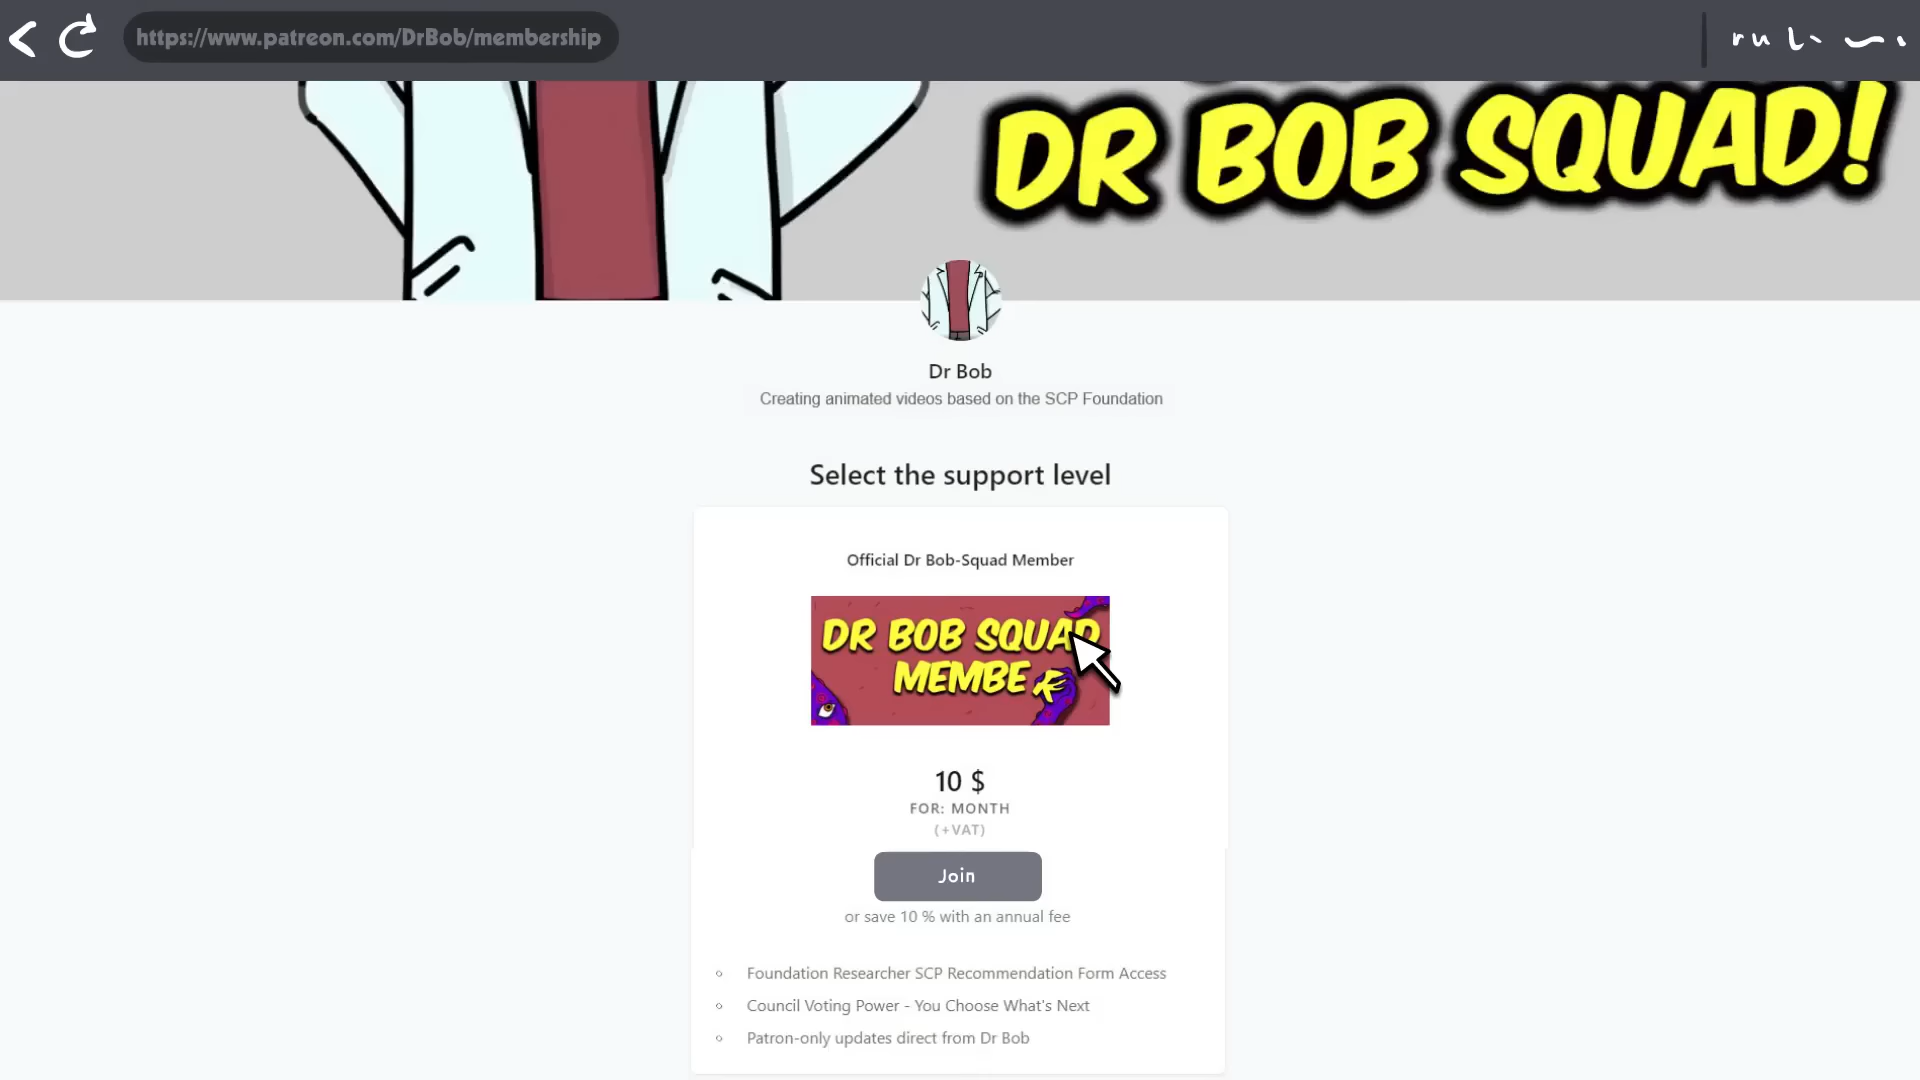 https://www.patreon.com/DrBob/membership
DR BOB SQUAD!
Dr Bob
Creating animated videos based on the SCP Foundation
Select the support level
Official Dr Bob-Squad Member
DR BOB SQUAD
MEMBER
10 $
FOR: MONTH
(+VAT)
Join
or save 10 % with an annual fee
Foundation Researcher SCP Recommendation Form Access
Council Voting Power - You Choose What's Next
Patron-only updates direct from Dr Bob